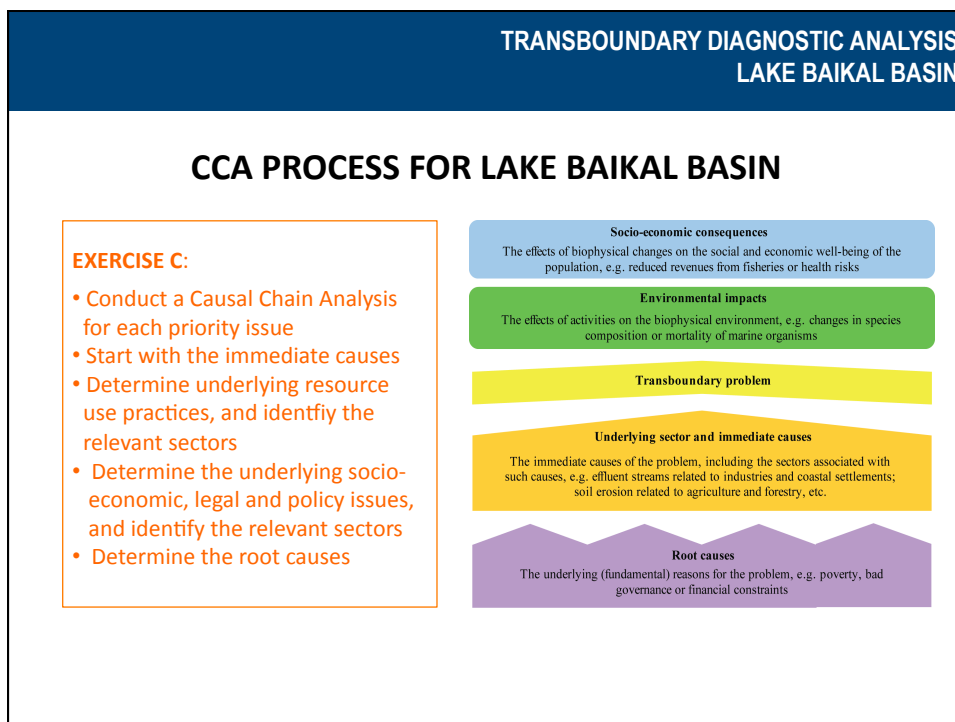 TRANSBOUNDARY DIAGNOSTIC ANALYSIS
LAKE BAIKAL BASIN
CCA PROCESS FOR LAKE BAIKAL BASIN
EXERCISE C:
• Conduct a Causal Chain Analysis
for each priority issue
• Start with the immediate causes
• Determine underlying resource
use practices, and identfiy the
relevant sectors
• Determine the underlying socio-
economic, legal and policy issues,
and identify the relevant sectors
• Determine the root causes
Socio-economic consequences
The effects of biophysical changes on the social and economic well-being of the
population, e.g. reduced revenues from fisheries or health risks
Environmental impacts
The effects of activities on the biophysical environment, e.g. changes in species
composition or mortality of marine organisms
Transboundary problem
Underlying sector and immediate causes
The immediate causes of the problem, including the sectors associated with
such causes, e.g. effluent streams related to industries and coastal settlements;
soil erosion related to agriculture and forestry, etc.
Root causes
The underlying (fundamental) reasons for the problem, e.g. poverty, bad
governance or financial constraints